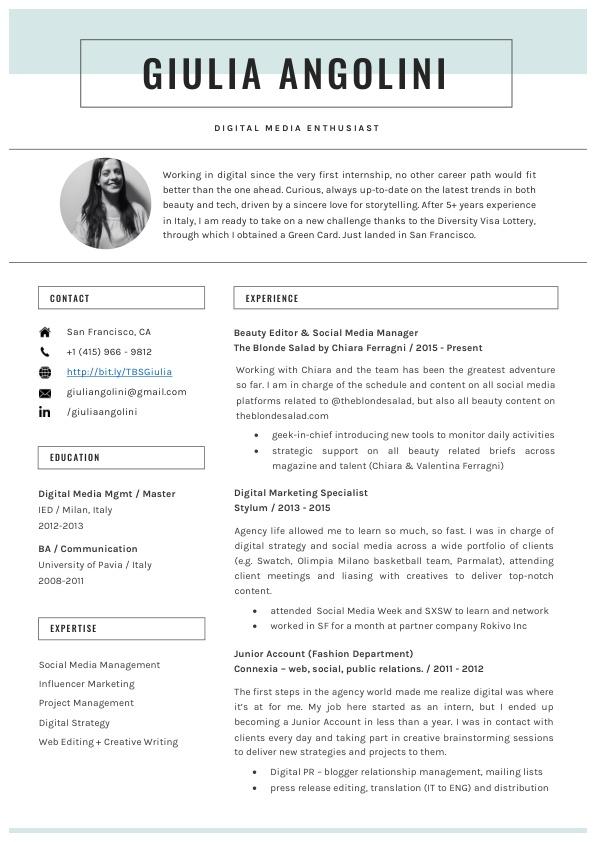 GIULIA ANGOLINI
DIGITAL MEDIA ENTHUSIAST
Working in digital since the very first internship, no other career path would fit
better than the one ahead. Curious, always up-to-date on the latest trends in both
beauty and tech, driven by a sincere love for storytelling. After 5+ years experience
in Italy, I am ready to take on a new challenge thanks to the Diversity Visa Lottery,
through which I obtained a Green Card. Just landed in San Francisco.
CONTACT
San Francisco, CA
+1 (415) 966 - 9812
http://bit.ly/TBSGiulia
giuliangolini@gmail.com
in /giuliaangolini
EDUCATION
Digital Media Mgmt / Master
IED / Milan, Italy
2012-2013
BA / Communication
University of Pavia / Italy
2008-2011
EXPERTISE
Social Media Management
Influencer Marketing
Project Management
Digital Strategy
Web Editing + Creative Writing
EXPERIENCE
Beauty Editor & Social Media Manager
The Blonde Salad by Chiara Ferragni / 2015 - Present
Working with Chiara and the team has been the greatest adventure
so far. I am in charge of the schedule and content on all social media
platforms related to @theblondesalad, but also all beauty content on
theblondesalad.com
• geek-in-chief introducing new tools to monitor daily activities
• strategic support on all beauty related briefs across
magazine and talent (Chiara & Valentina Ferragni)
Digital Marketing Specialist
Stylum / 2013 - 2015
Agency life allowed me to learn so much, so fast. I was in charge of
digital strategy and social media across a wide portfolio of clients
(e.g. Swatch, Olimpia Milano basketball team, Parmalat), attending
client meetings and liasing with creatives to deliver top-notch
content.
• attended Social Media Week and SXSW to learn and network
• worked in SF for a month at partner company Rokivo Inc
Junior Account (Fashion Department)
Connexia – web, social, public relations. / 2011 - 2012
The first steps in the agency world made me realize digital was where
it's at for me. My job here started as an intern, but I ended up
becoming a Junior Account in less than a year. I was in contact with
clients every day and taking part in creative brainstorming sessions
to deliver new strategies and projects to them.
• Digital PR – blogger relationship management, mailing lists
• press release editing, translation (IT to ENG) and distribution